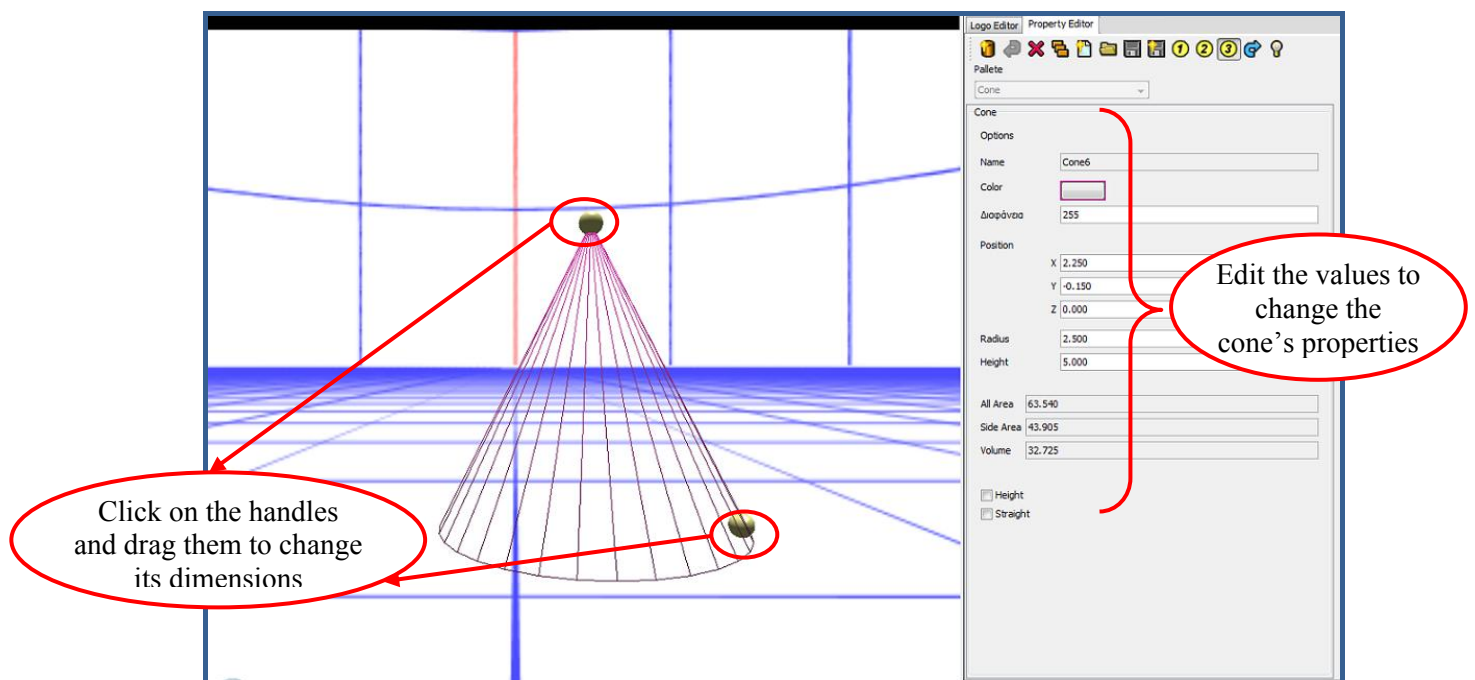 Logo Editor Property Editor
1 2 3
Pallete
Cone
Cone
Options
Name Cone6
Color
Διαφάνεια 255
Position
X 2.250
Y -0.150
Z 0.000
Radius 2.500
Height 5.000
All Area 63.540
Side Area 43.905
Volume 32.725
Height
Straight
Edit the values to
change the
cone’s properties
Click on the handles
and drag them to change
its dimensions